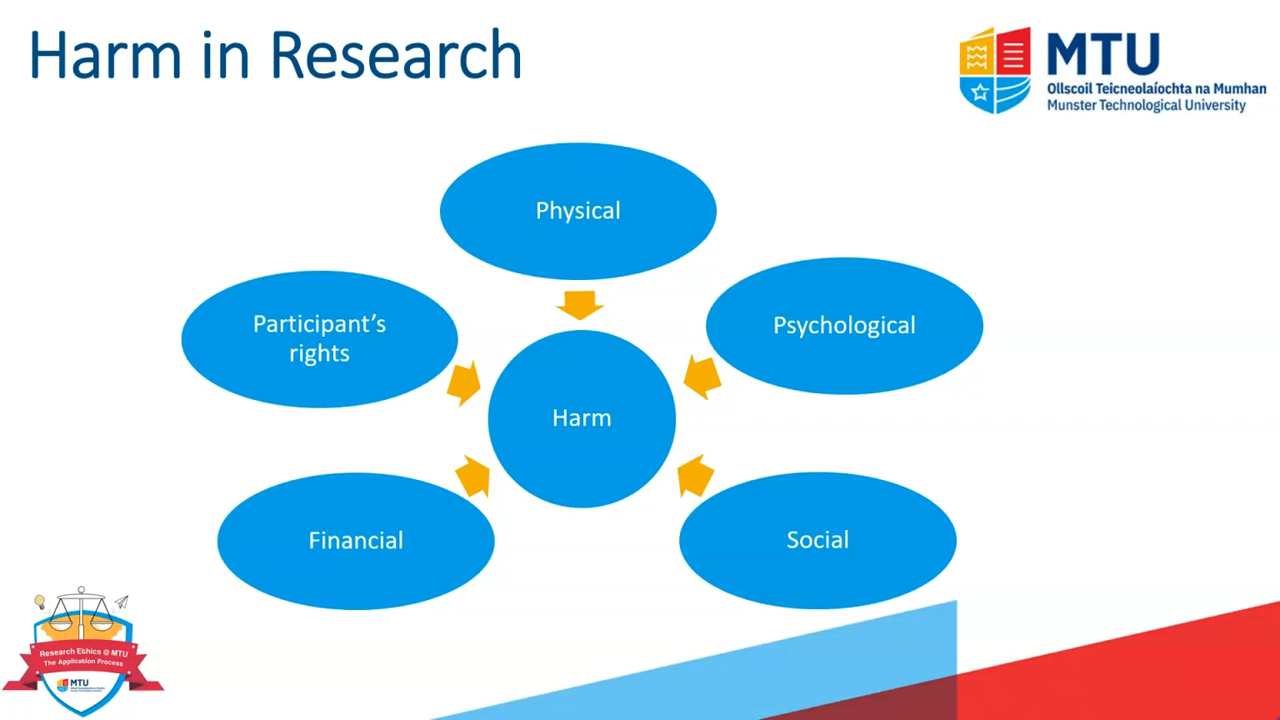 Harm in Research
MTU
Ollscoil Teicneolaíochta na Mumhan
Munster Technological University
Physical
Participant’s
rights
Psychological
Harm
Financial
Social
Research Ethics @ MTU
The Application Process
MTU